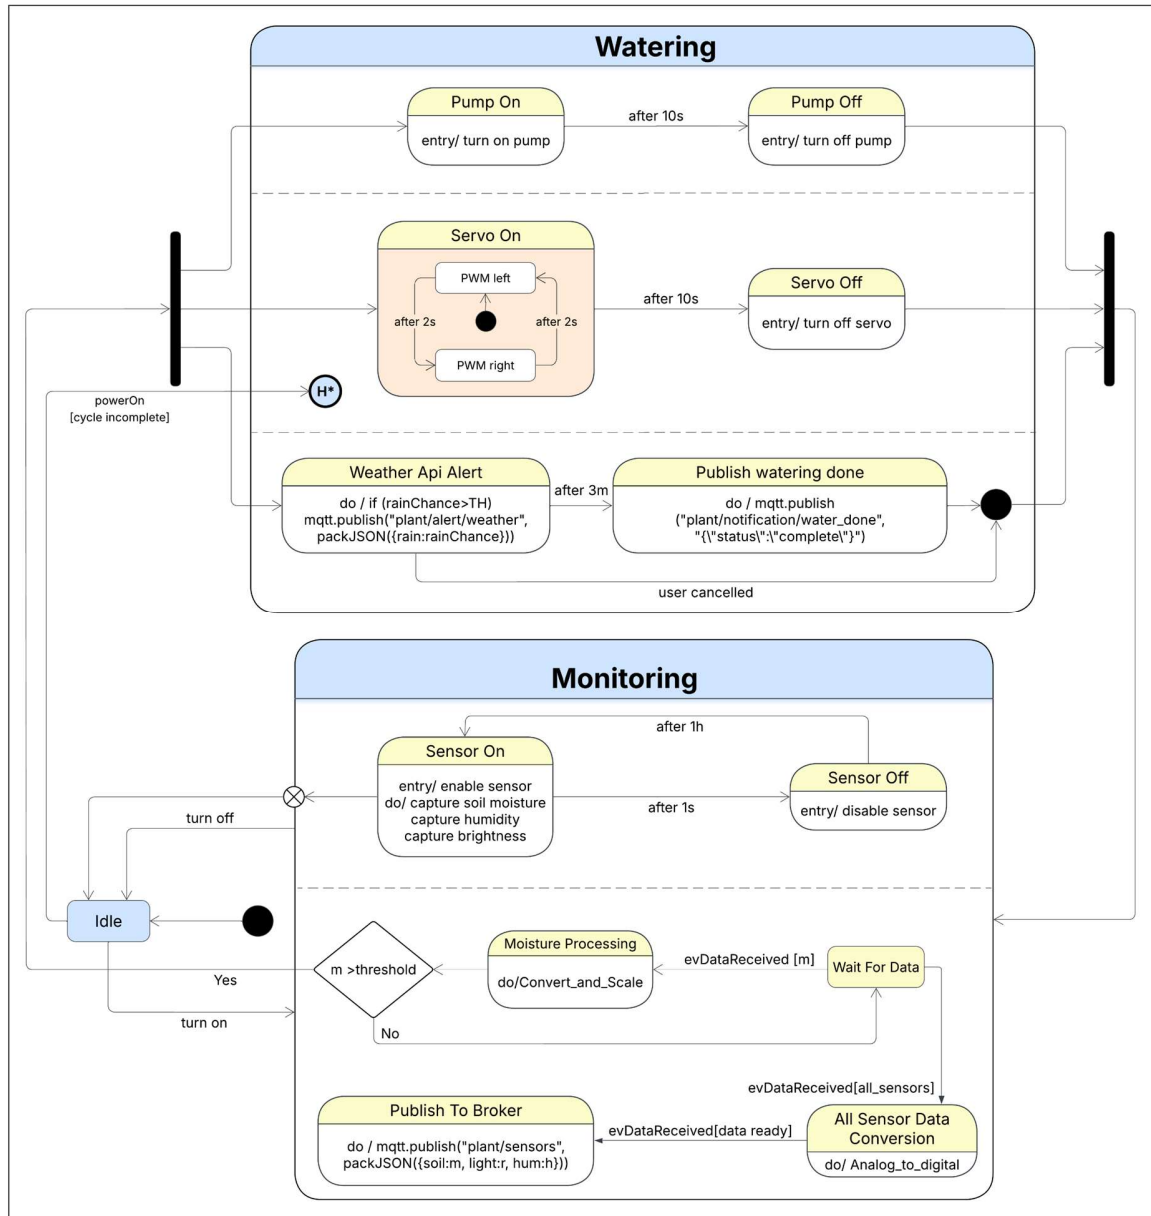 Watering
Pump On
entry/ turn on pump
after 10s
Pump Off
entry/ turn off pump
Servo On
PWM left
after 2s
after 2s
PWM right
after 10s
Servo Off
entry/ turn off servo
powerOn
[cycle incomplete]
H*
Weather Api Alert
do / if (rainChance>TH)
mqtt.publish("plant/alert/weather",
packJSON({rain:rainChance}))
after 3m
Publish watering done
do / mqtt.publish
("plant/notification/water_done",
"{\"status\":\"complete\"}")
user cancelled
Monitoring
after 1h
Sensor On
entry/ enable sensor
do/ capture soil moisture
capture humidity
capture brightness
after 1s
Sensor Off
entry/ disable sensor
turn off
Idle
Yes
turn on
m >threshold
No
Moisture Processing
do/Convert_and_Scale
evDataReceived [m]
Wait For Data
evDataReceived[all_sensors]
Publish To Broker
do / mqtt.publish("plant/sensors",
packJSON({soil:m, light:r, hum:h}))
evDataReceived[data ready]
All Sensor Data
Conversion
do/ Analog_to_digital